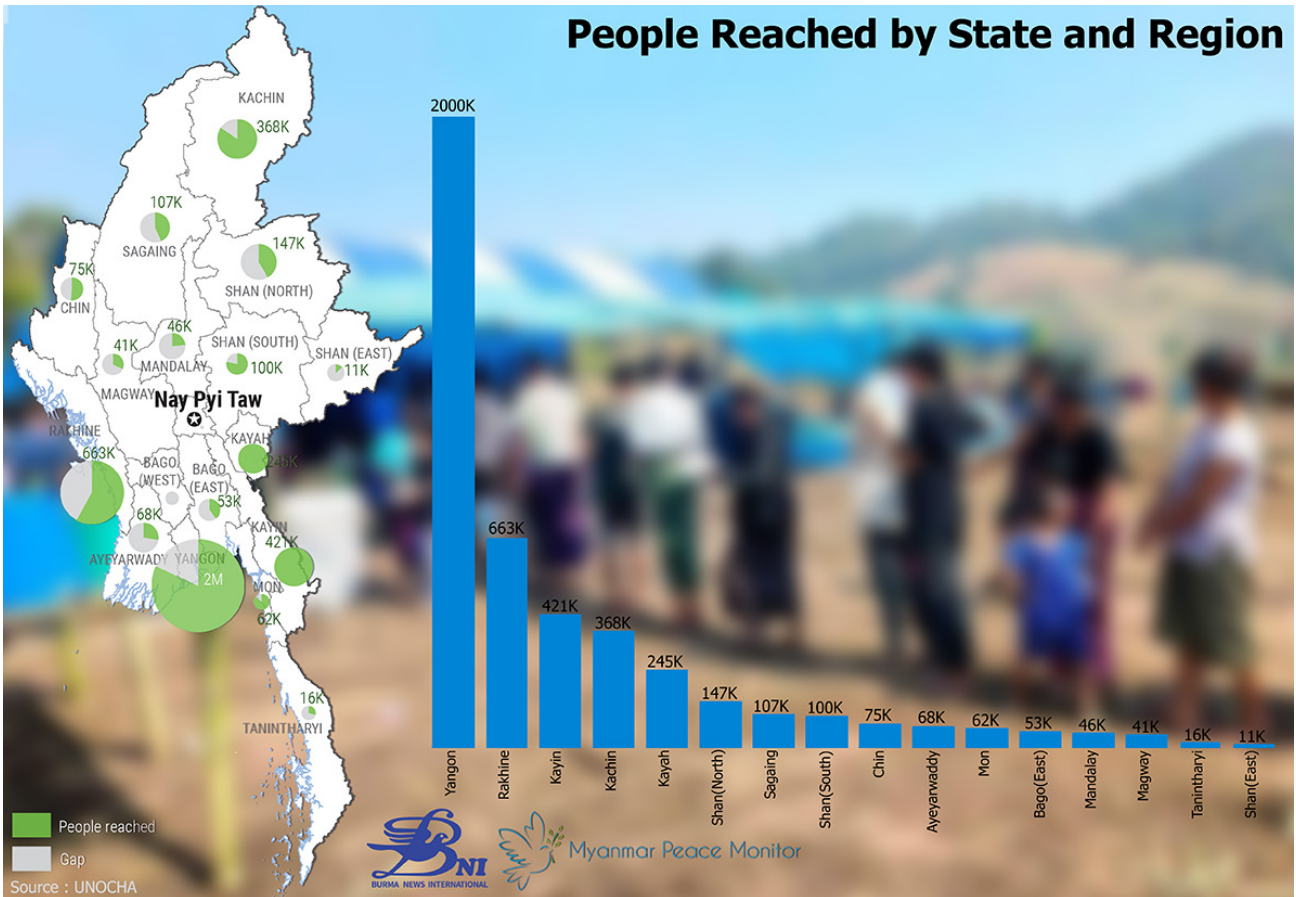 People Reached by State and Region
KACHIN
368K
107K
SAGAING
147K
SHAN (NORTH)
75K
CHIN
46K
MANDALAY
41K
MAGWAY
SHAN (SOUTH)
100K
SHAN (EAST)
11K
Nay Pyi Taw
RAKHINE
663K
KAYAH
245K
BAGO
(WEST)
BAGO
(EAST)
53K
68K
AYEYARWADY
YANGON
2M
KAYIN
421K
MON
62K
16K
TANINTHARYI
People reached
Gap
Source : UNOCHA
2000K
663K
421K
368K
245K
147K
107K
100K
75K
68K
62K
53K
46K
41K
16K
11K
Yangon
Rakhine
Kayin
Kachin
Kayah
Shan(North)
Sagaing
Shan(South)
Chin
Ayeyarwaddy
Mon
Bago(East)
Mandalay
Magway
Tanintharyi
Shan(East)
BNI
BURMA NEWS INTERNATIONAL
Myanmar Peace Monitor